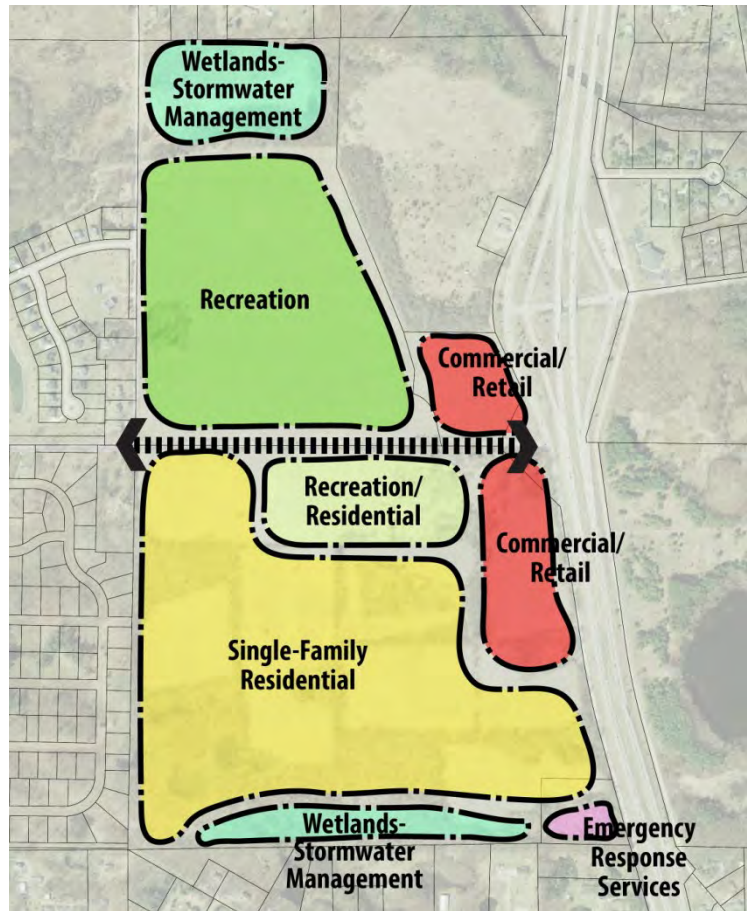 Wetlands-
Stormwater
Management
Recreation
Commercial/
Retail
Recreation/
Residential
Commercial/
Retail
Single-Family
Residential
Wetlands-
Stormwater
Management
Emergency
Response
Services